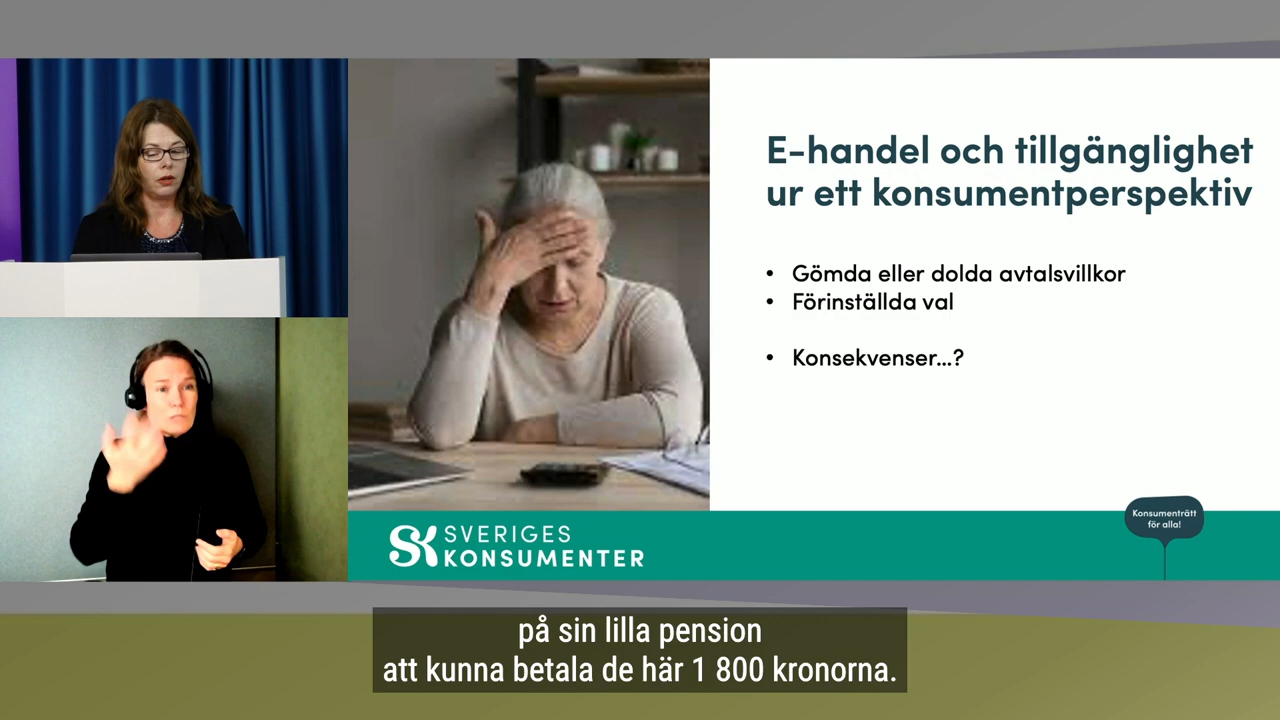 E-handel och tillgänglighet
ur ett konsumentperspektiv
• Gömda eller dolda avtalsvillkor
• Förinställda val
• Konsekvenser...?
Konsumenträtt
för alla!
SK SVERIGES
KONSUMENTER
på sin lilla pension
att kunna betala de här 1 800 kronorna.